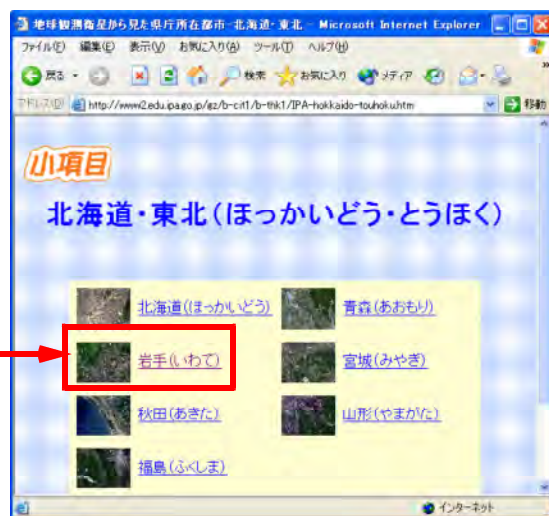 地球観測衛星から見た県庁所在都市-北海道・東北 - Microsoft Internet Explorer
ファイル(F) 編集(E) 表示(V) お気に入り(A) ツール(T) ヘルプ(H)
戻る 検索 お気に入り メディア
アドレス(D) http://www2.edu.ipa.go.jp/gz/b-cit1/b-thk1/IPA-hokkaido-touhoku.htm 移動
小項目
北海道・東北(ほっかいどう・とうほく)
北海道((ほっかいどう) 青森(あおもり)
岩手(いわて) 宮城(みやぎ)
秋田(あきた) 山形(やまがた)
福島(ふくしま)
インターネット